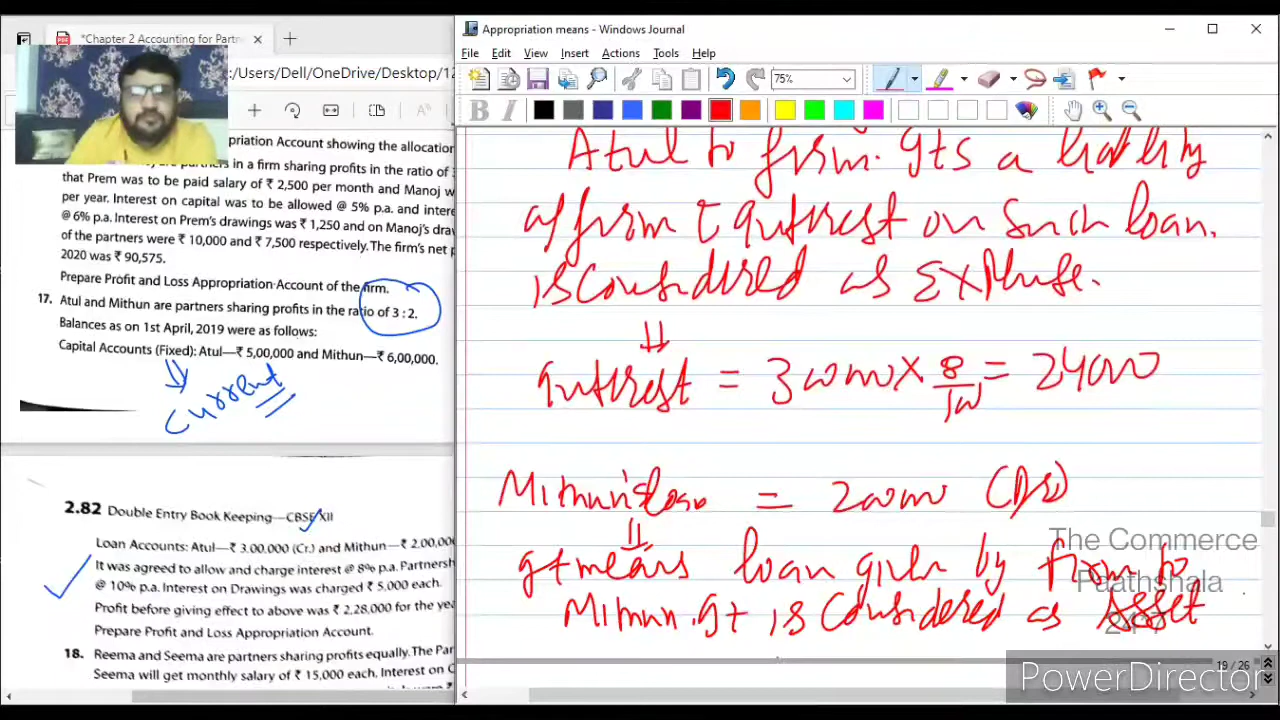 *Chapter 2 Accounting for Partn
Appropriation means - Windows Journal
File Edit View Insert Actions Tools Help
:/Users/Dell/OneDrive/Desktop/12
75%
B I
priation Account showing the allocation
partners in a firm sharing profits in the ratio of 3
that Prem was to be paid salary of ₹ 2,500 per month and Manoj w
per year. Interest on capital was to be allowed @ 5% p.a. and intere
@ 6% p.a. Interest on Prem's drawings was ₹ 1,250 and on Manoj's draw
of the partners were ₹ 10,000 and ₹ 7,500 respectively. The firm's net p
2020 was ₹ 90,575.
Prepare Profit and Loss Appropriation Account of the firm.
17. Atul and Mithun are partners sharing profits in the ratio of 3 : 2.
Balances as on 1st April, 2019 were as follows:
Capital Accounts (Fixed): Atul—₹ 5,00,000 and Mithun—₹ 6,00,000.
Current
2.82 Double Entry Book Keeping—CBSE XII
Loan Accounts: Atul—₹ 3,00,000 (Cr.) and Mithun—₹ 2,00,00
It was agreed to allow and charge interest @ 8% p.a. Partnersh
@ 10% p.a. Interest on Drawings was charged ₹ 5,000 each.
Profit before giving effect to above was ₹ 2,28,000 for the yea
Prepare Profit and Loss Appropriation Account.
18. Reema and Seema are partners sharing profits equally. The Par
Seema will get monthly salary of ₹ 15,000 each. Interest on C
Atul to firm. Its a liability
of firm & Interest on such loan.
is considered as Expense.
Interest = 300000 × 8/100 = 24000
Mithun's loan = 200000 (Dr)
It means loan given by firm to
Mithun. It is Considered as Asset
The Commerce
Paathshala
24*7
19 / 26
PowerDirector